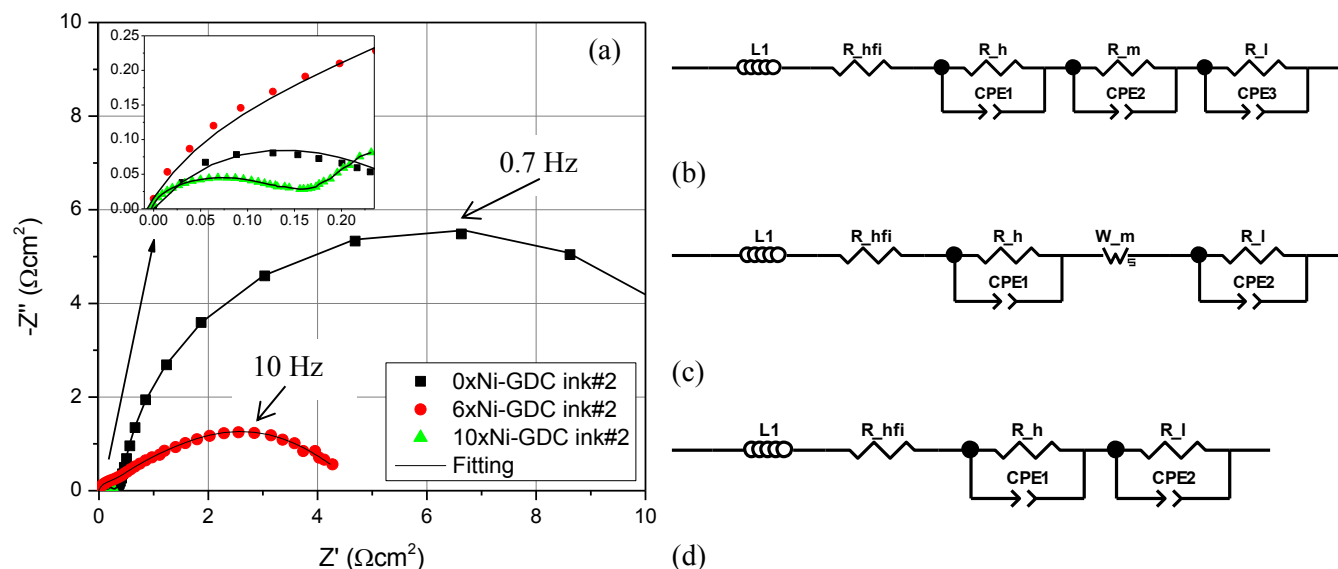 (a)
10
8
6
4
2
0
-Z'' (Ωcm²)
0
2
4
6
8
10
Z' (Ωcm²)
0.25
0.20
0.15
0.10
0.05
0.00
0.00
0.05
0.10
0.15
0.20
0.7 Hz
10 Hz
0xNi-GDC ink#2
6xNi-GDC ink#2
10xNi-GDC ink#2
Fitting
L1 R_hfi R_h R_m R_l
CPE1 CPE2 CPE3
(b)
L1 R_hfi R_h W_m R_l
CPE1 CPE2
(c)
L1 R_hfi R_h R_l
CPE1 CPE2
(d)